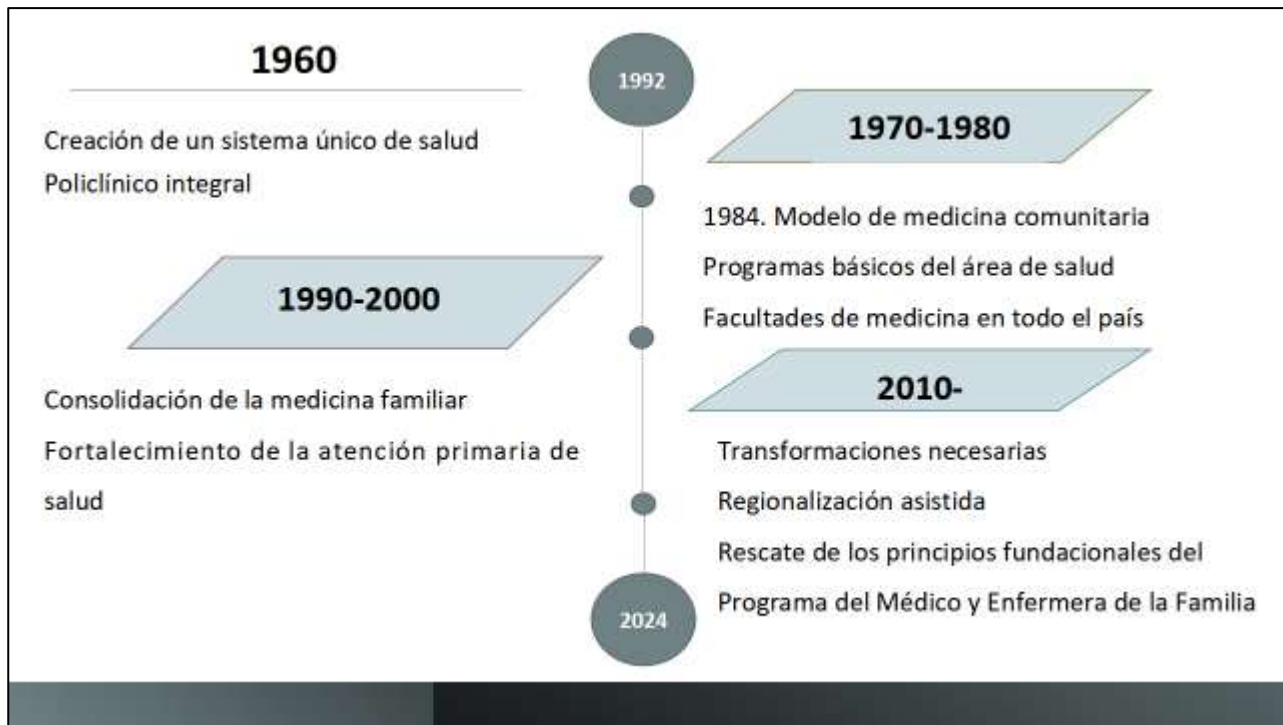 1960
Creación de un sistema único de salud
Policlínico integral
1992
1970-1980
1984. Modelo de medicina comunitaria
Programas básicos del área de salud
Facultades de medicina en todo el país
1990-2000
Consolidación de la medicina familiar
Fortalecimiento de la atención primaria de
salud
2010-
Transformaciones necesarias
Regionalización asistida
Rescate de los principios fundacionales del
Programa del Médico y Enfermera de la Familia
2024